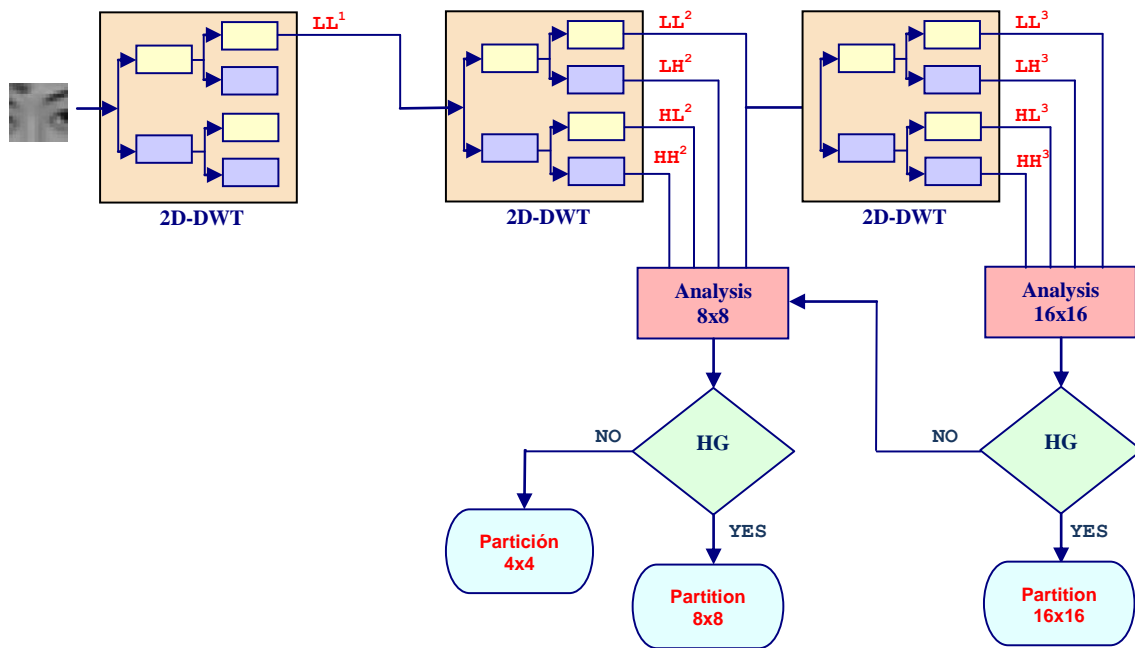 LL¹
LL²
LH²
HL²
HH²
LL³
LH³
HL³
HH³
2D-DWT
2D-DWT
2D-DWT
Analysis
8x8
Analysis
16x16
NO
HG
NO
HG
YES
YES
Partición
4x4
Partition
8x8
Partition
16x16